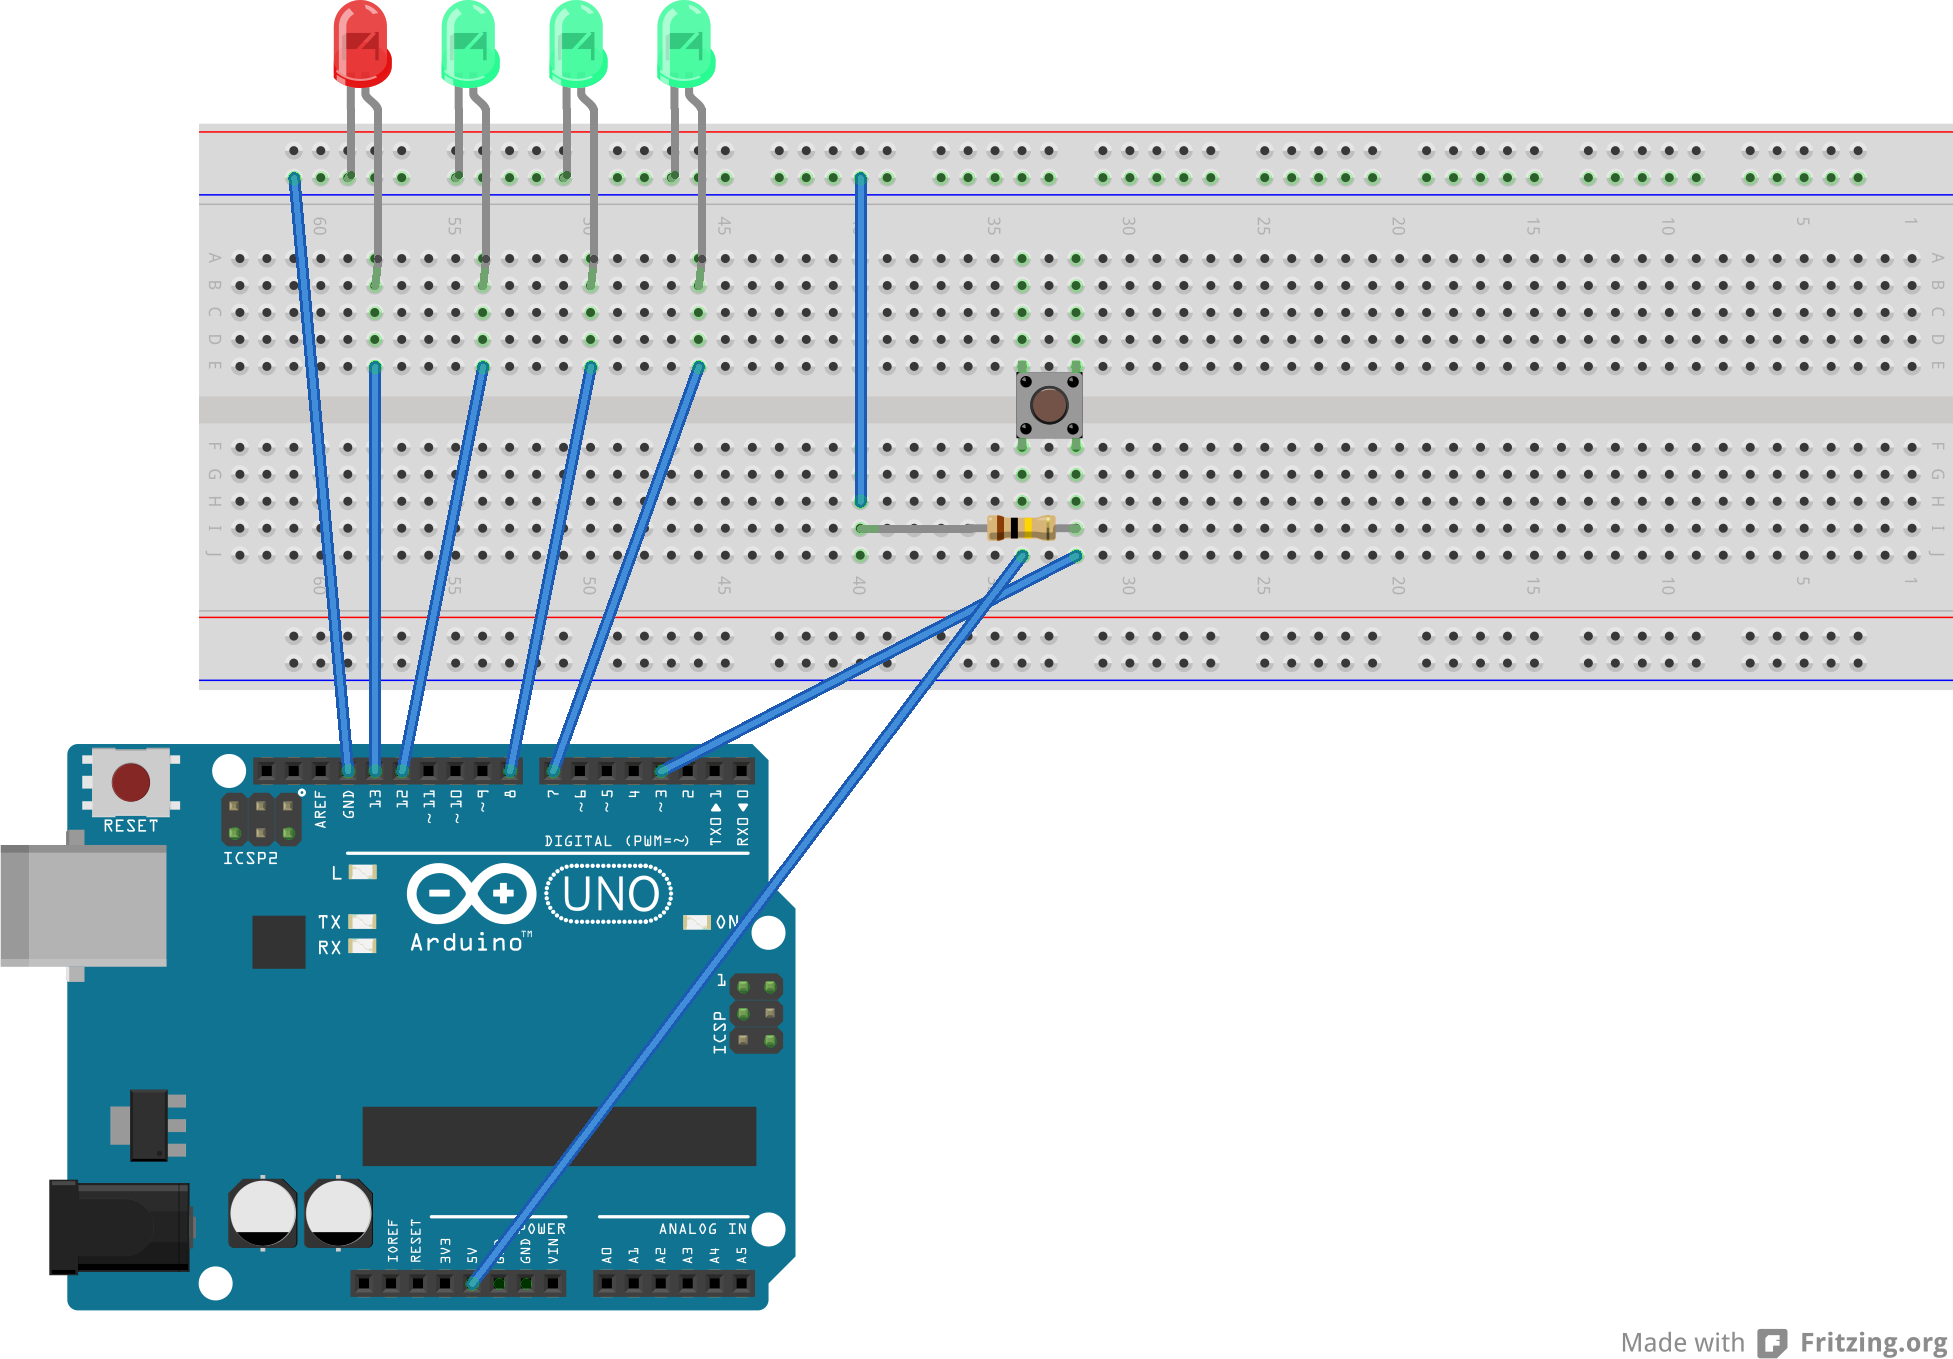 60 55 50 45 35 30 25 20 15 10 5 1
A A
B B
C C
D D
E E
F F
G G
H H
I I
J J
60 55 50 45 40 35 30 25 20 15 10 5 1
RESET
ICSP2
AREF GND 13 12 ~11 ~10 ~9 8 7 ~6 ~5 4 ~3 2 TX0▶1 RX0◀0
DIGITAL (PWM=~)
L
TX
RX
UNO
Arduino™
ON
1
ICSP
POWER
ANALOG IN
IOREF RESET 3V3 5V GND VIN A0 A1 A2 A3 A4 A5
Made with Fritzing.org